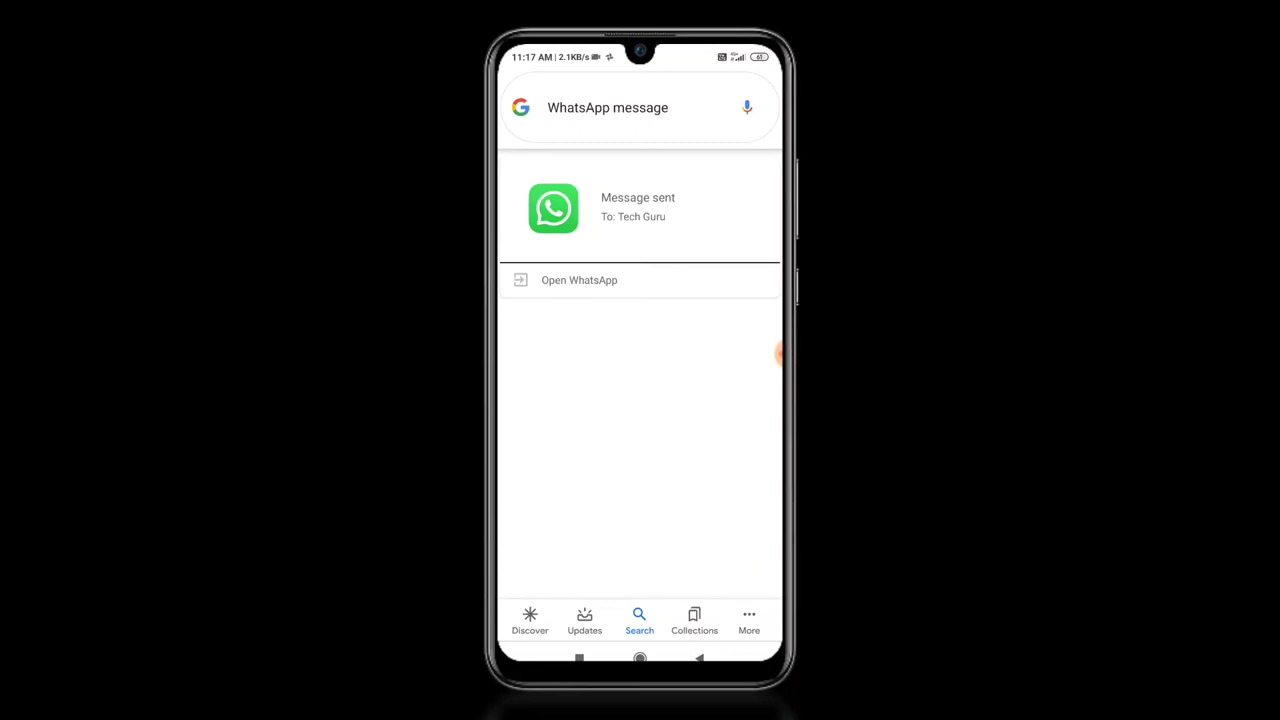 11:17 AM | 2.1KB/s 61
WhatsApp message
Message sent
To: Tech Guru
Open WhatsApp
Discover Updates Search Collections More